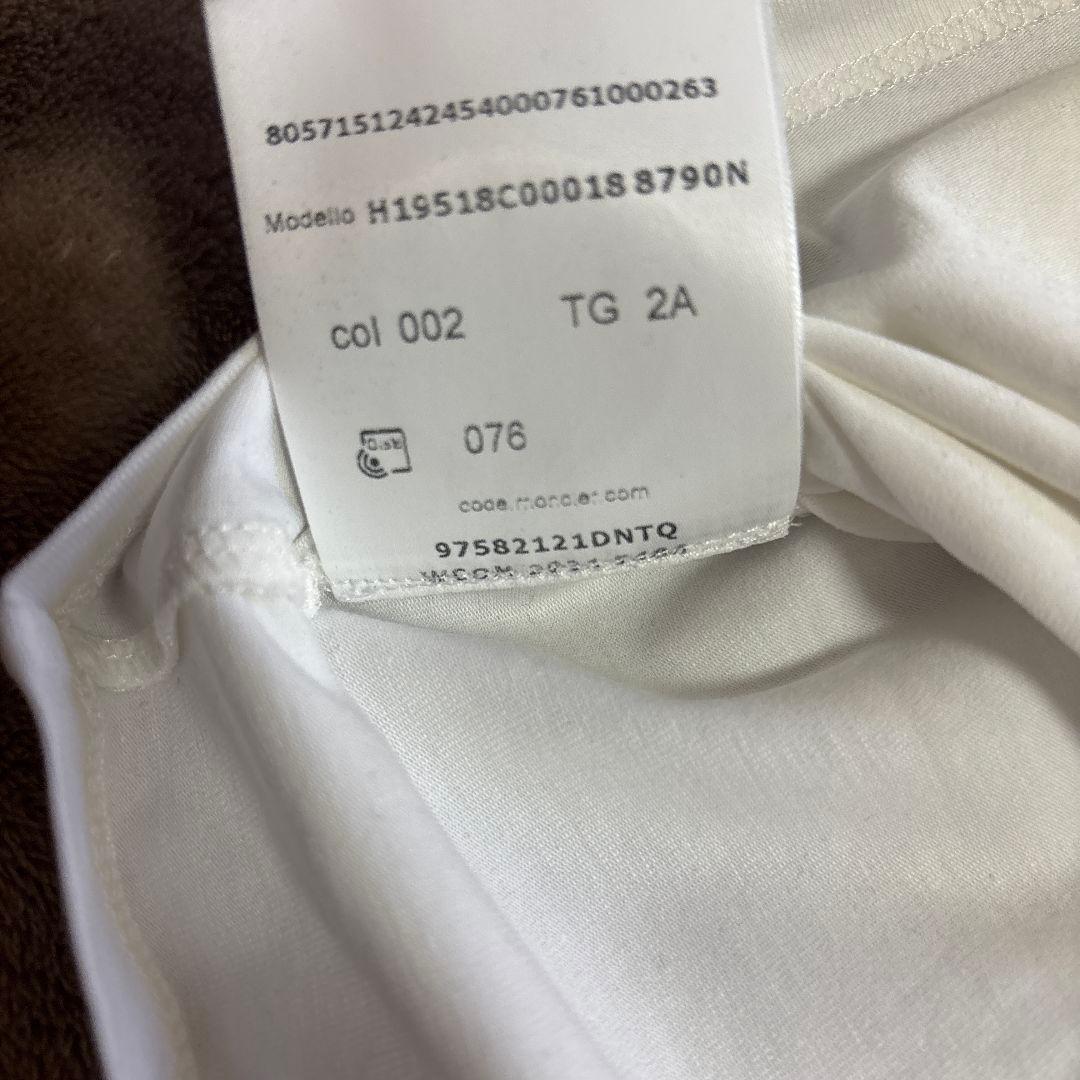 8057151242454000761000263
Modello H19518C00018 8790N
col 002 TG 2A
076
code.moncler.com
97582121DNTQ